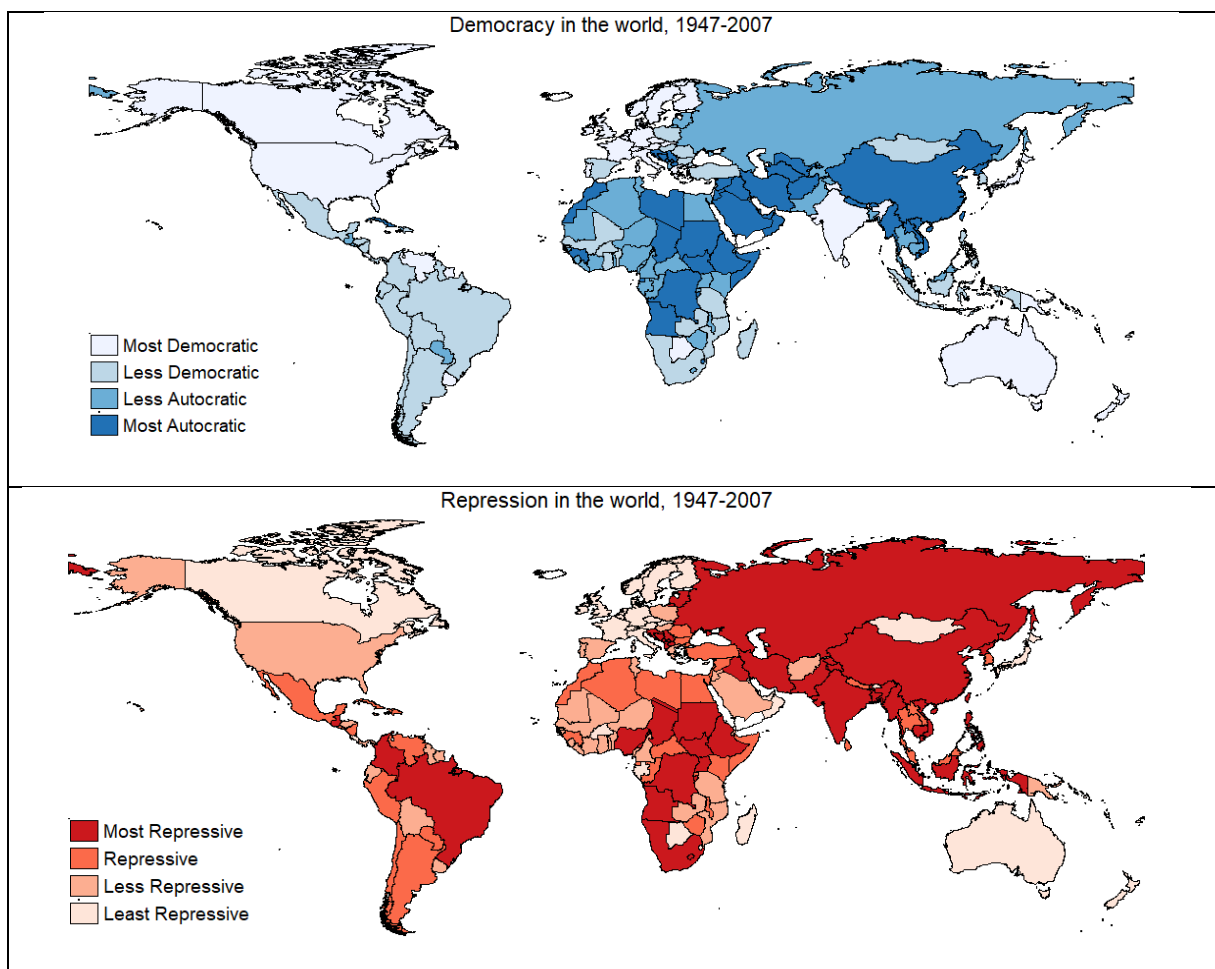 Democracy in the world, 1947-2007
Most Democratic
Less Democratic
Less Autocratic
Most Autocratic
Repression in the world, 1947-2007
Most Repressive
Repressive
Less Repressive
Least Repressive